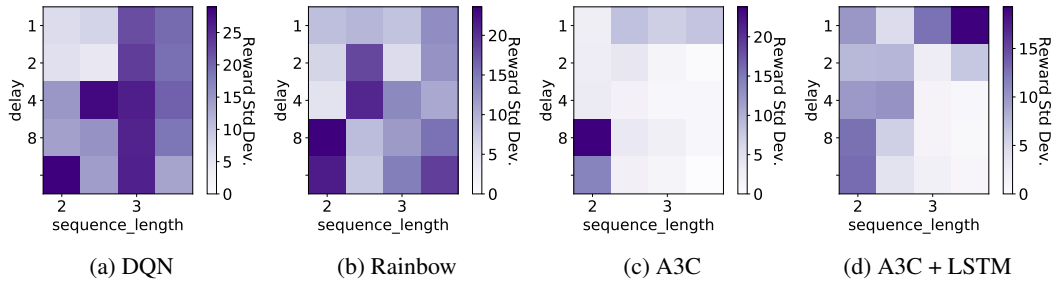 1
2
4
8
delay
2
3
sequence_length
25
20
15
10
5
0
Reward Std Dev.
(a) DQN
1
2
4
8
delay
2
3
sequence_length
20
15
10
5
0
Reward Std Dev.
(b) Rainbow
1
2
4
8
delay
2
3
sequence_length
20
15
10
5
0
Reward Std Dev.
(c) A3C
1
2
4
8
delay
2
3
sequence_length
15
10
5
0
Reward Std Dev.
(d) A3C + LSTM